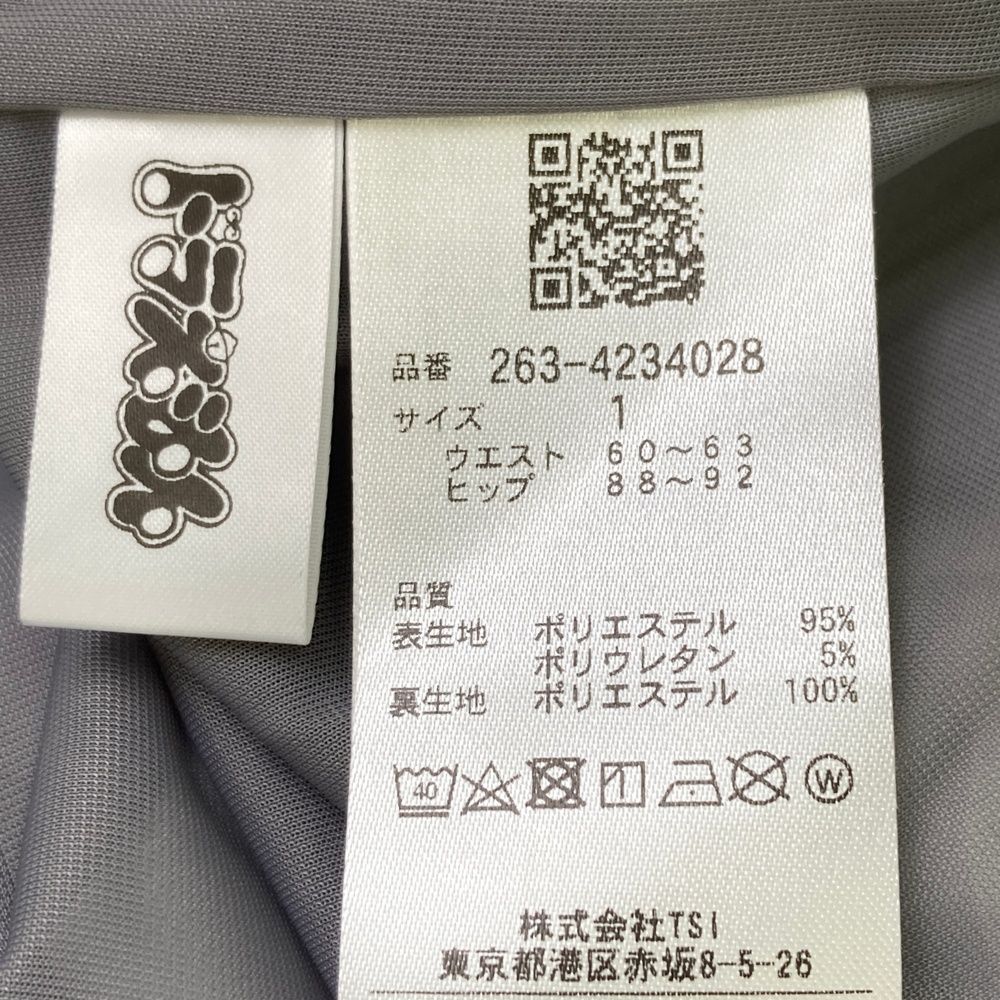 品番 263-4234028
サイズ 1
ウエスト 60～63
ヒップ 88～92
品質
表生地 ポリエステル 95%
ポリウレタン 5%
裏生地 ポリエステル 100%
40
W
株式会社TSI
東京都港区赤坂8-5-26